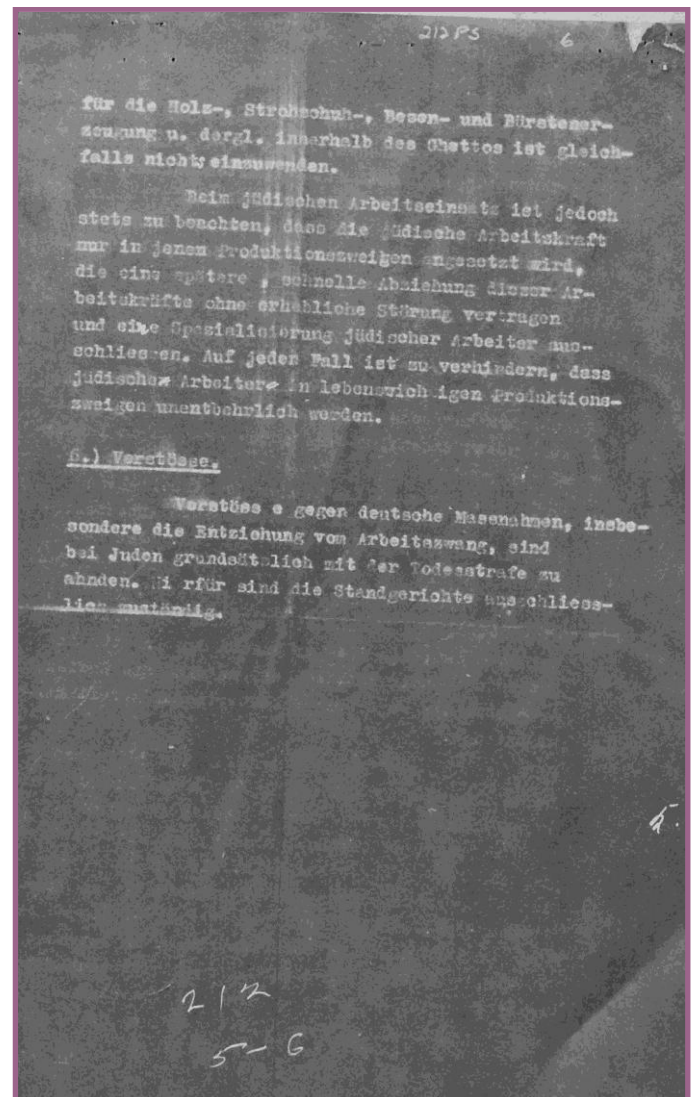 212 PS
6
für die Holz-, Strohschuh-, Besen- und Bürstener-
zeugung u. dergl. innerhalb des Ghettos ist gleich-
falls nichts einzuwenden.
Beim jüdischen Arbeitseinsatz ist jedoch
stets zu beachten, dass die jüdische Arbeitskraft
nur in jenen Produktionszweigen angesetzt wird,
die eine spätere , schnelle Abziehung dieser Ar-
beitskräfte ohne erhebliche Störung vertragen
und eine Spezialisierung jüdischer Arbeiter aus-
schliessen. Auf jeden Fall ist zu verhindern, dass
jüdische Arbeiter in lebenswich igen Produktions-
zweigen unentbehrlich werden.
6.) Verstösse.
Verstöss e gegen deutsche Massnahmen, insbe-
sondere die Entziehung vom Arbeitszwang, sind
bei Juden grundsätzlich mit der Todesstrafe zu
ahnden. Hi rfür sind die Standgerichte ausschliess-
lich zuständig.
5.
212
5-6